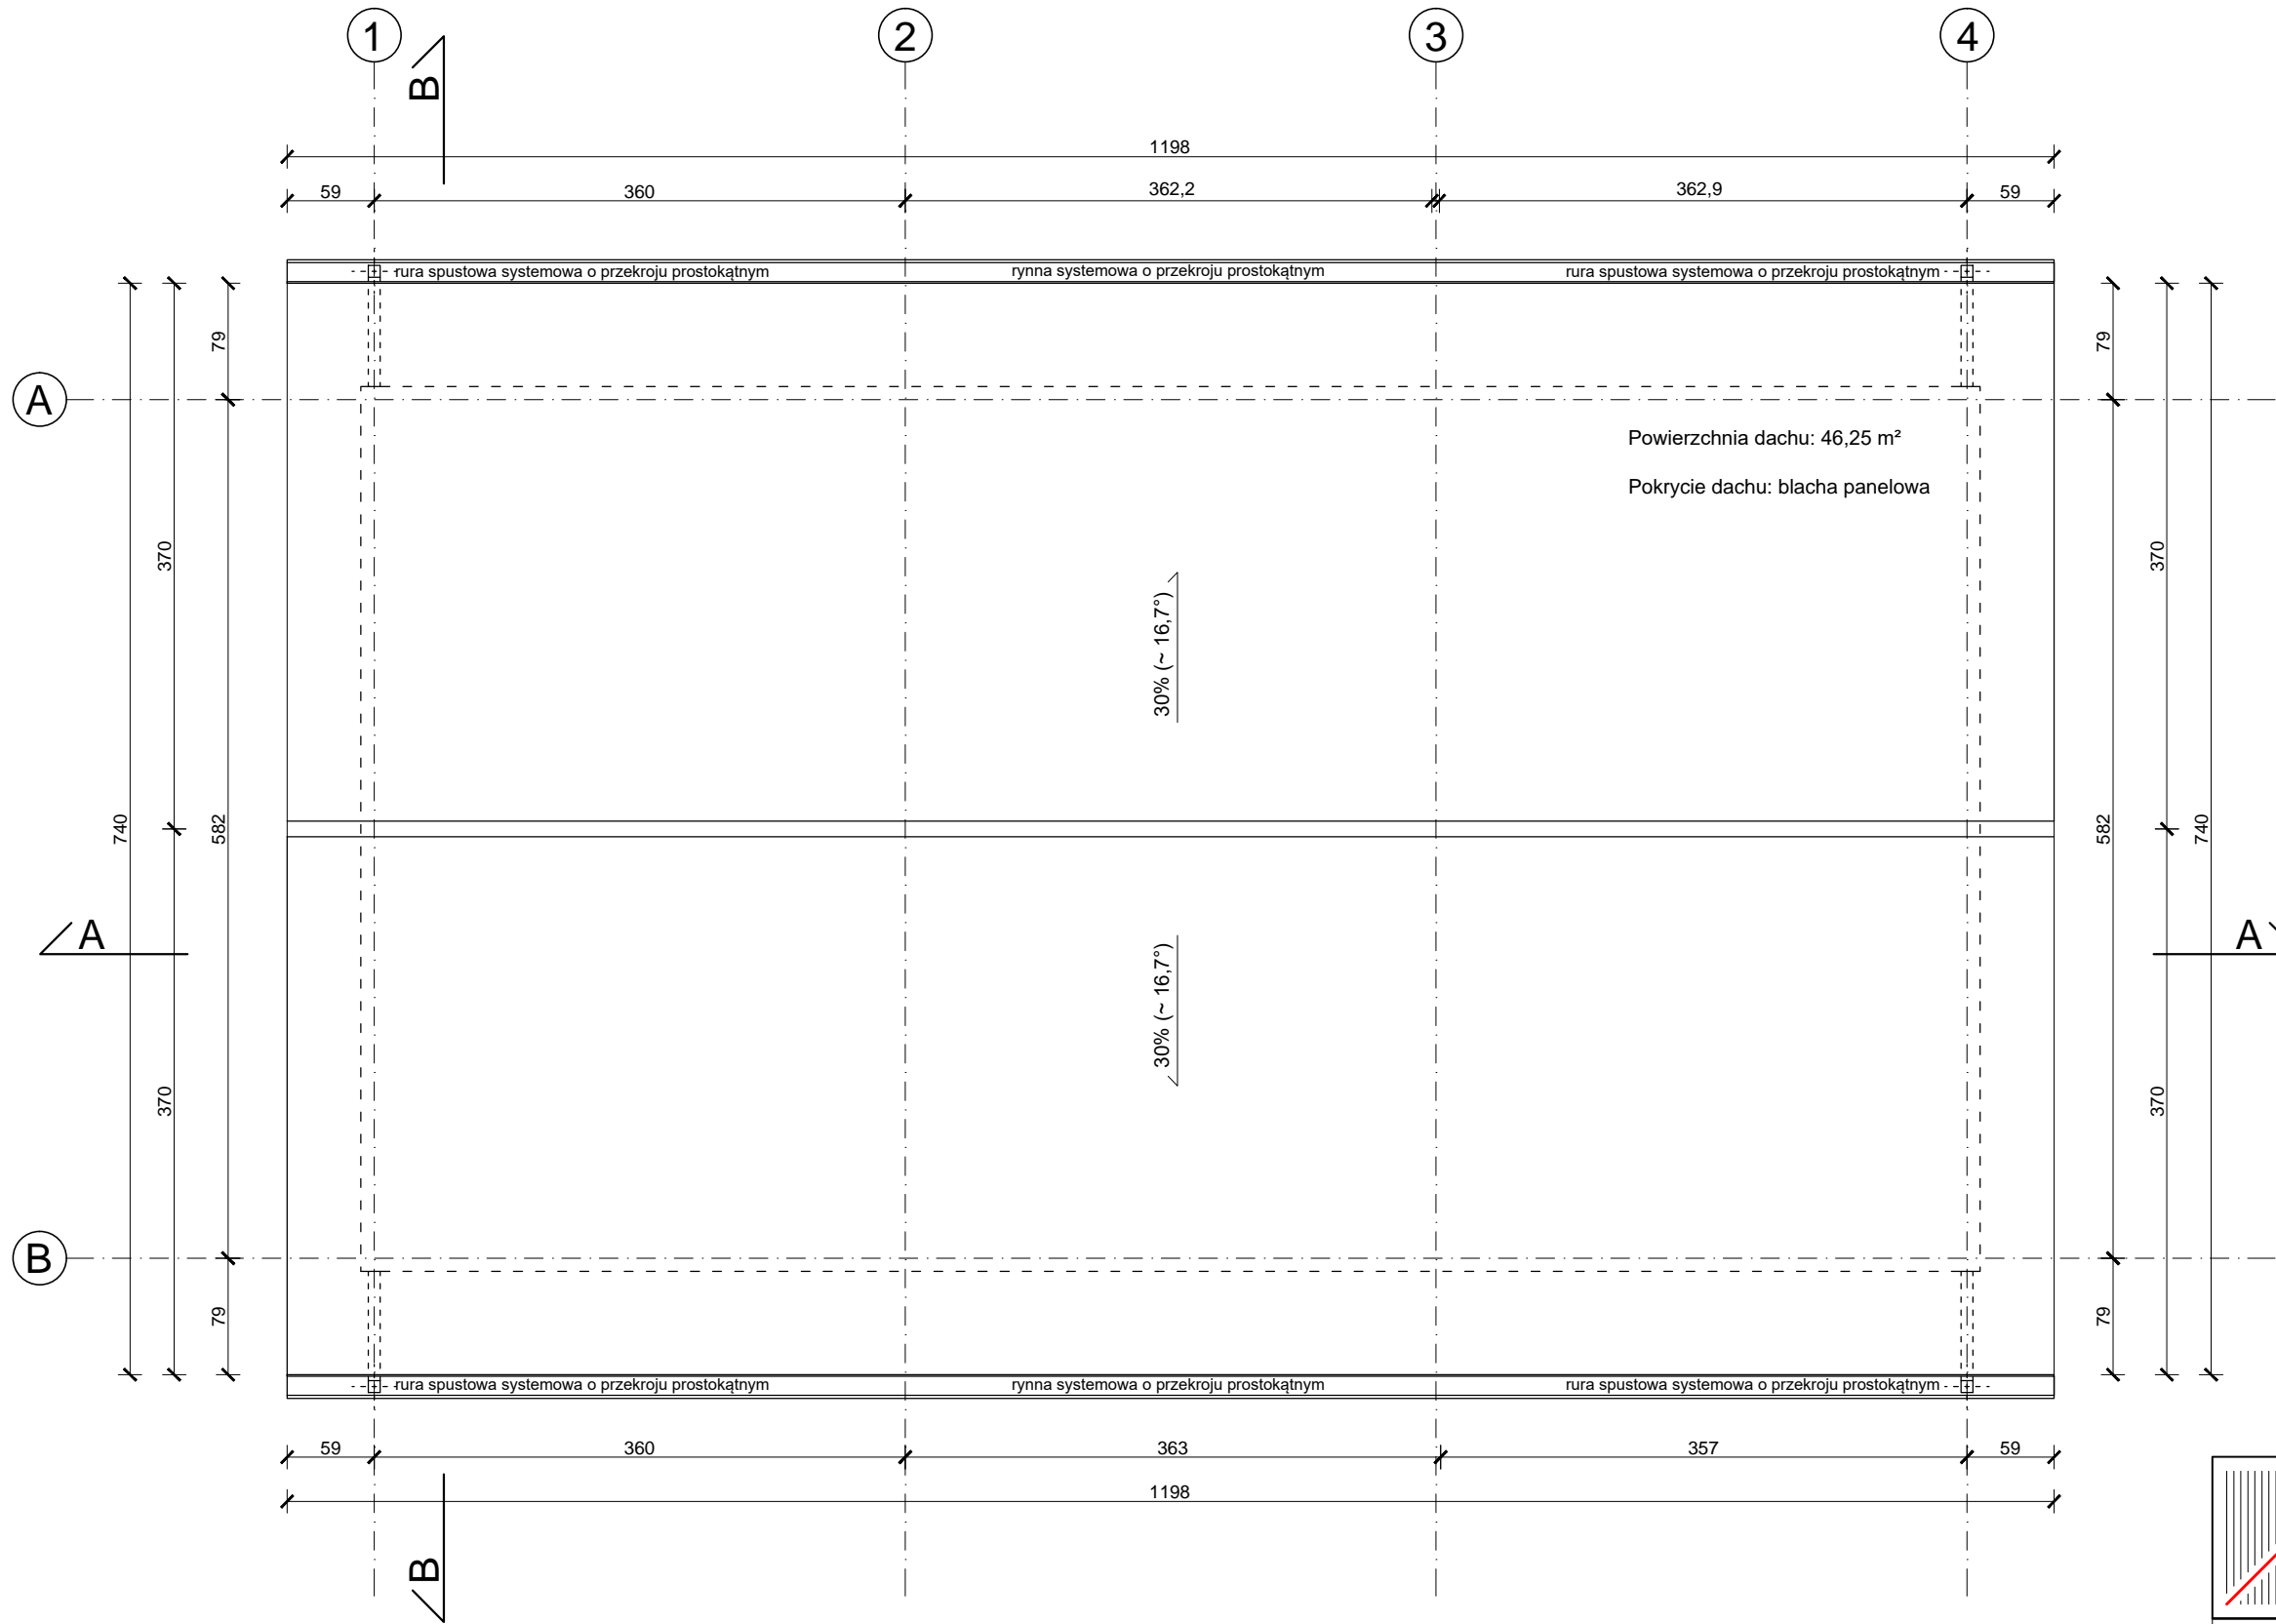 1
2
3
4
B
1198
59
360
362,2
362,9
59
rura spustowa systemowa o przekroju prostokątnym
rynna systemowa o przekroju prostokątnym
rura spustowa systemowa o przekroju prostokątnym
79
79
A
Powierzchnia dachu: 46,25 m²
Pokrycie dachu: blacha panelowa
370
370
30% (~ 16,7°)
740
582
582
740
A
A
30% (~ 16,7°)
370
370
B
79
79
rura spustowa systemowa o przekroju prostokątnym
rynna systemowa o przekroju prostokątnym
rura spustowa systemowa o przekroju prostokątnym
59
360
363
357
59
1198
B